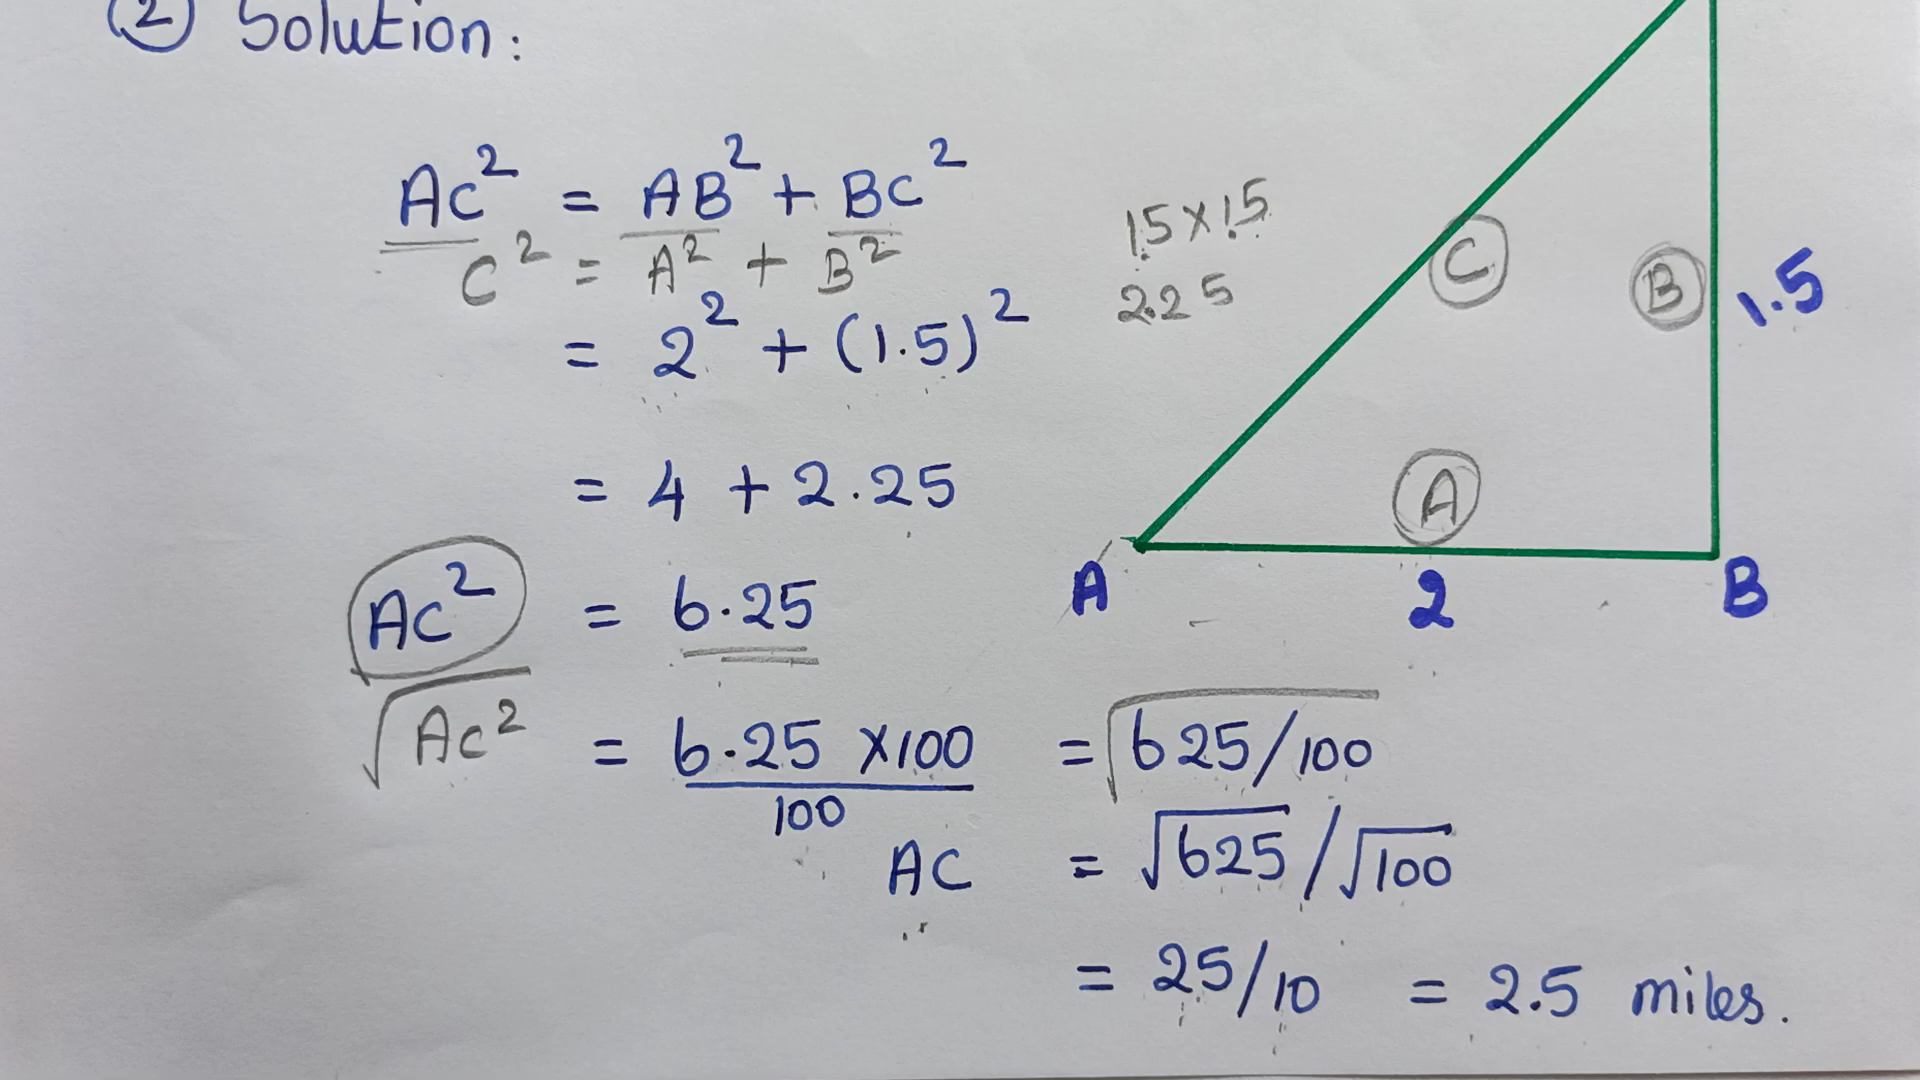 (2) Solution:
AC² = AB² + BC²
C² = A² + B²
15 x 1.5
2.25
= 2² + (1.5)²
= 4 + 2.25
AC² = 6.25
√AC² = 6.25 x100 / 100 = √625/100
AC = √625/√100
= 25/10 = 2.5 miles.
C
B
1.5
A
A
2
B